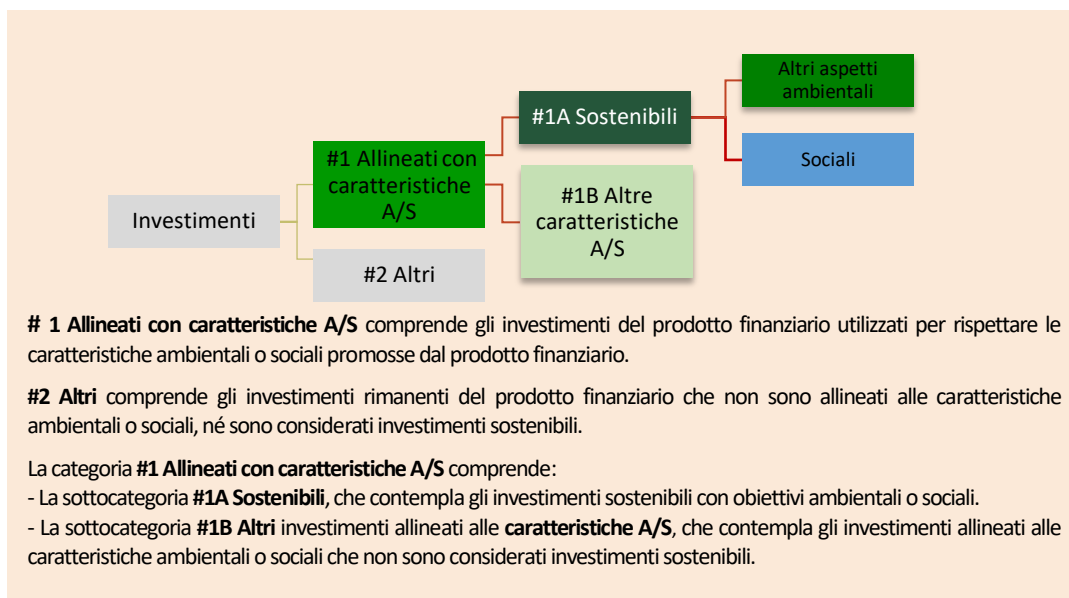 Altri aspetti
ambientali
#1A Sostenibili
#1 Allineati con
caratteristiche
A/S
Sociali
#1B Altre
caratteristiche
A/S
Investimenti
#2 Altri
# 1 Allineati con caratteristiche A/S comprende gli investimenti del prodotto finanziario utilizzati per rispettare le
caratteristiche ambientali o sociali promosse dal prodotto finanziario.
#2 Altri comprende gli investimenti rimanenti del prodotto finanziario che non sono allineati alle caratteristiche
ambientali o sociali, né sono considerati investimenti sostenibili.
La categoria #1 Allineati con caratteristiche A/S comprende:
- La sottocategoria #1A Sostenibili, che contempla gli investimenti sostenibili con obiettivi ambientali o sociali.
- La sottocategoria #1B Altri investimenti allineati alle caratteristiche A/S, che contempla gli investimenti allineati alle
caratteristiche ambientali o sociali che non sono considerati investimenti sostenibili.